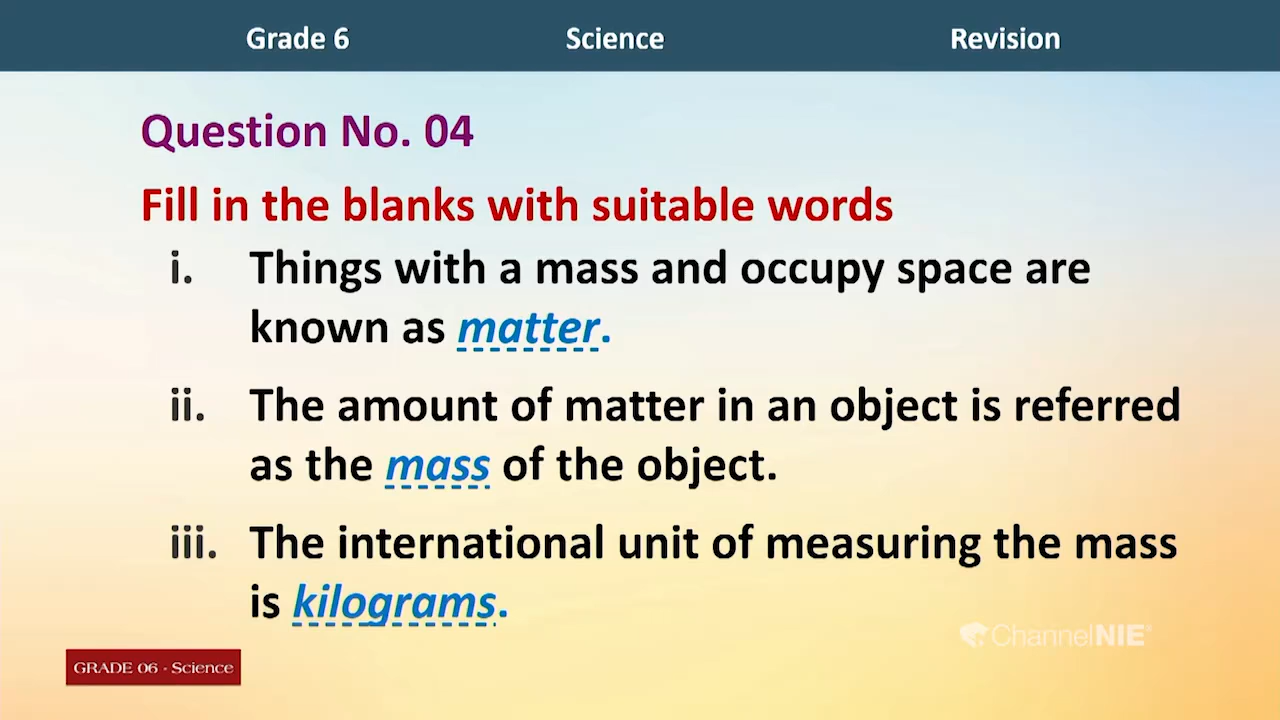 Grade 6 Science Revision
Question No. 04
Fill in the blanks with suitable words
i. Things with a mass and occupy space are
known as matter.
ii. The amount of matter in an object is referred
as the mass of the object.
iii. The international unit of measuring the mass
is kilograms.
ChannelNIE
GRADE 06 - Science